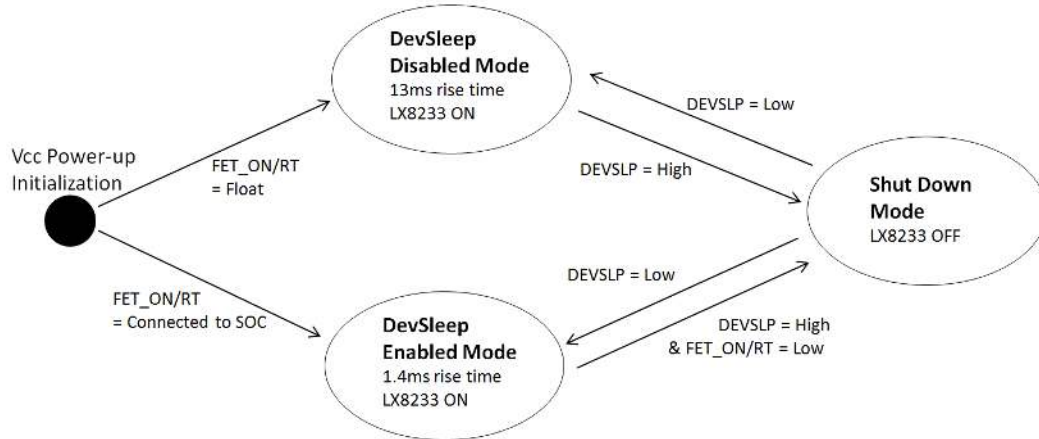 DevSleep
Disabled Mode
13ms rise time
LX8233 ON
DEVSLP = Low
Vcc Power-up
Initialization
FET_ON/RT
= Float
DEVSLP = High
Shut Down
Mode
LX8233 OFF
DEVSLP = Low
FET_ON/RT
= Connected to SOC
DevSleep
Enabled Mode
1.4ms rise time
LX8233 ON
DEVSLP = High
& FET_ON/RT = Low